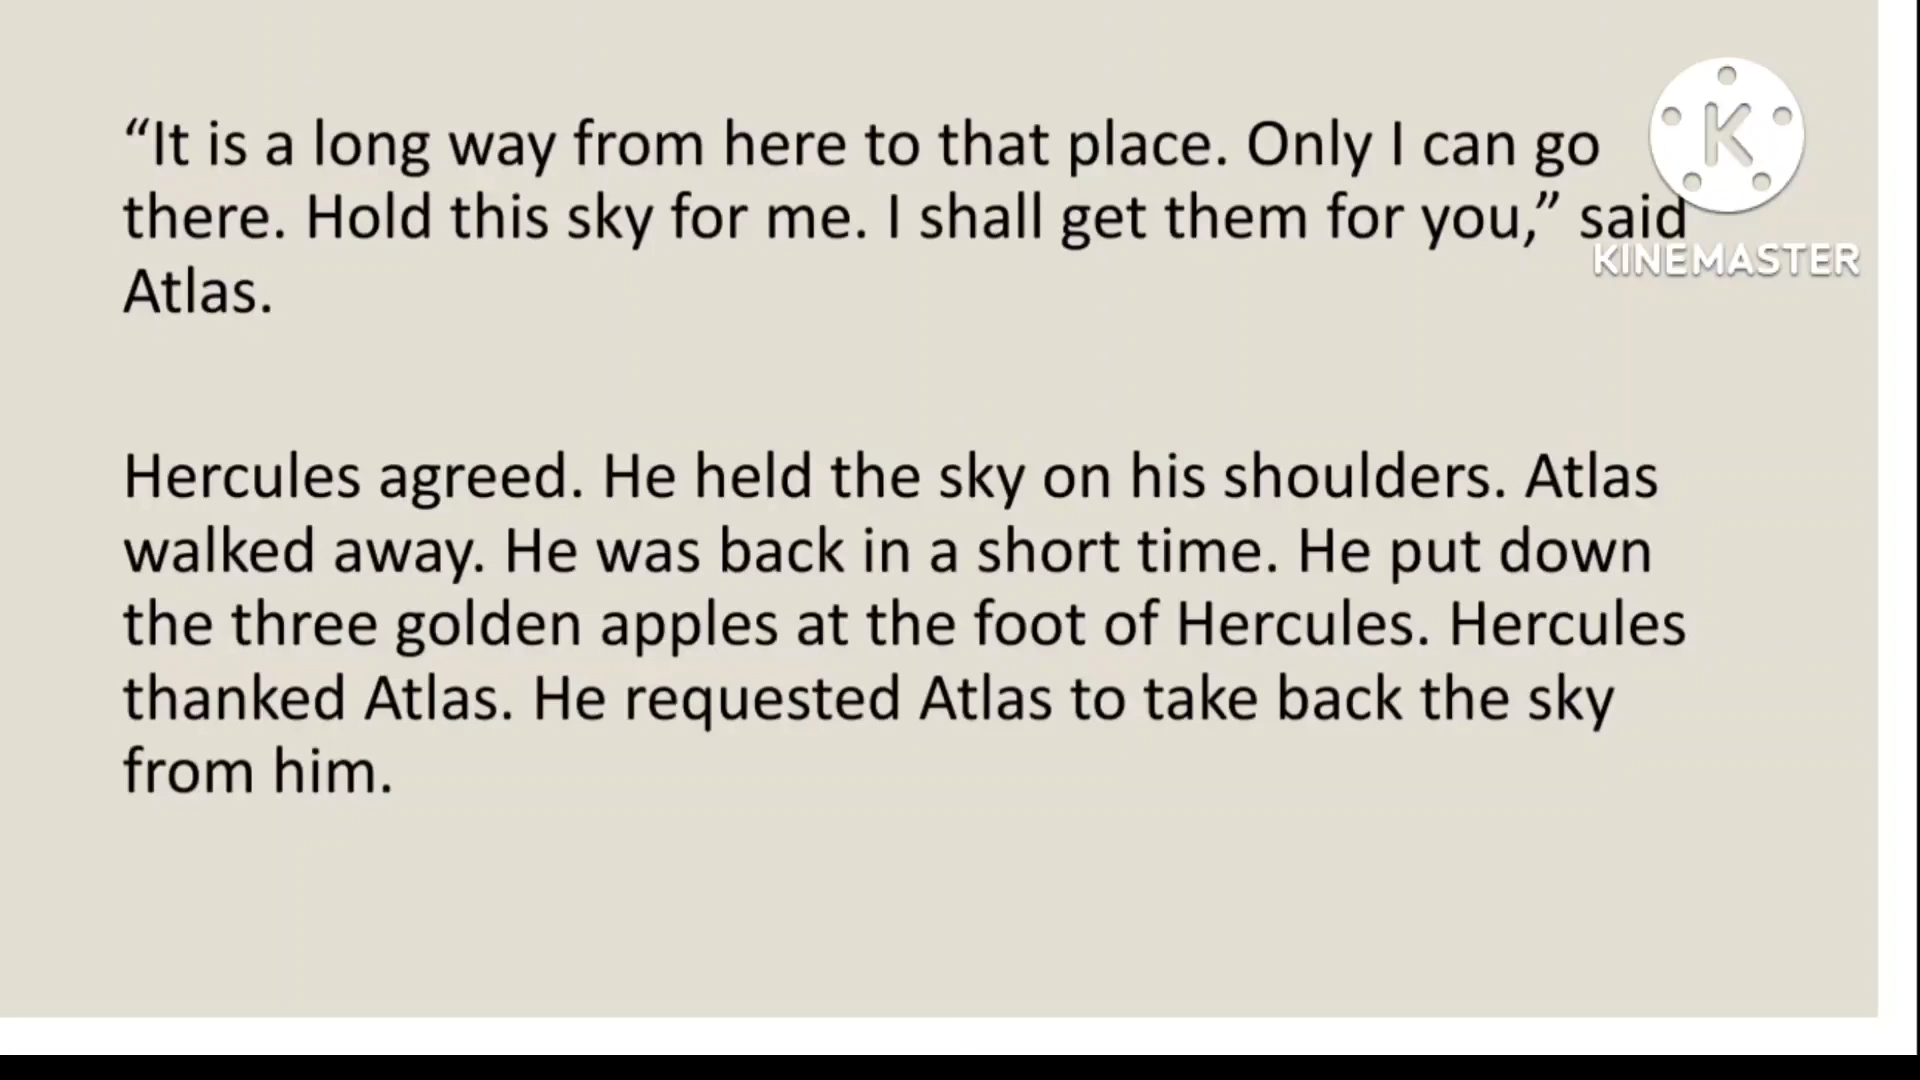 “It is a long way from here to that place. Only I can go
there. Hold this sky for me. I shall get them for you,” said
Atlas.
K
KINEMASTER
Hercules agreed. He held the sky on his shoulders. Atlas
walked away. He was back in a short time. He put down
the three golden apples at the foot of Hercules. Hercules
thanked Atlas. He requested Atlas to take back the sky
from him.